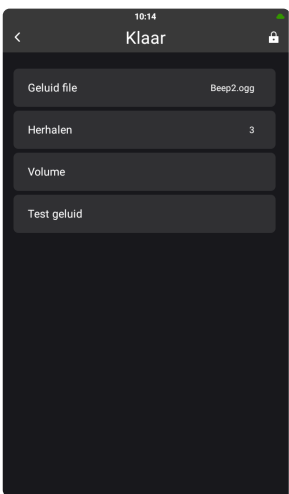 10:14
Klaar
Geluid file Beep2.ogg
Herhalen 3
Volume
Test geluid